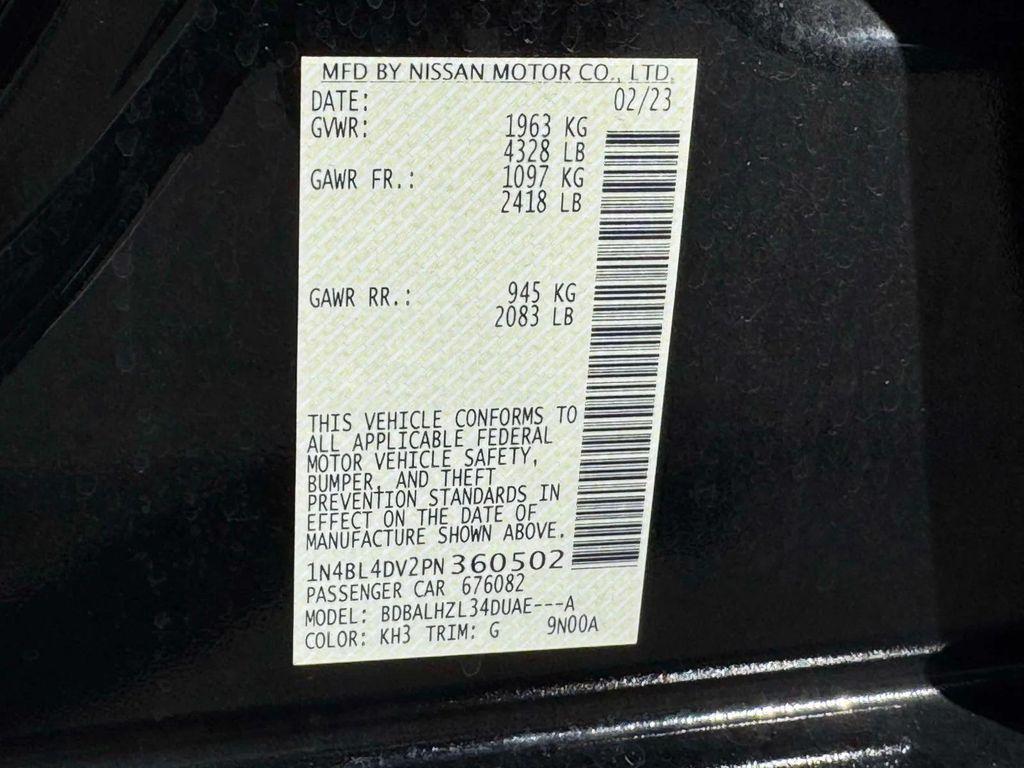 MFD BY NISSAN MOTOR CO., LTD.
DATE: 02/23
GVWR: 1963 KG
4328 LB
GAWR FR.: 1097 KG
2418 LB
GAWR RR.: 945 KG
2083 LB
THIS VEHICLE CONFORMS TO
ALL APPLICABLE FEDERAL
MOTOR VEHICLE SAFETY,
BUMPER, AND THEFT
PREVENTION STANDARDS IN
EFFECT ON THE DATE OF
MANUFACTURE SHOWN ABOVE.
1N4BL4DV2PN360502
PASSENGER CAR 676082
MODEL: BDBALHZL34DUAE---A
COLOR: KH3 TRIM: G 9N00A